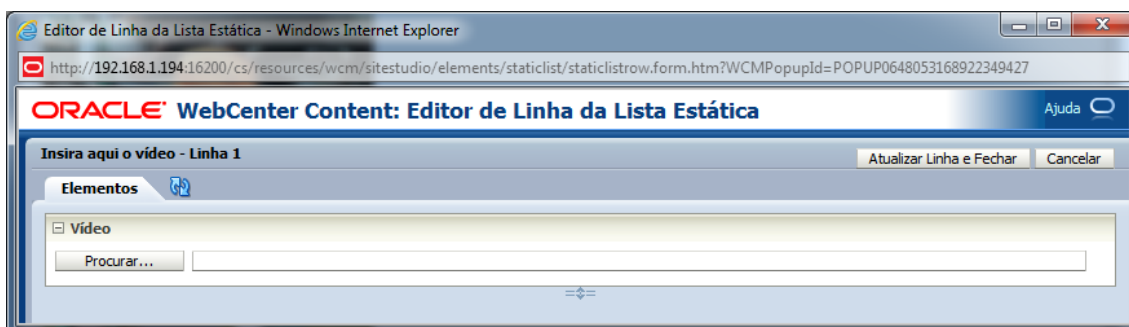 Editor de Linha da Lista Estática - Windows Internet Explorer
http://192.168.1.194:16200/cs/resources/wcm/sitestudio/elements/staticlist/staticlistrow.form.htm?WCMPopupId=POPUP0648053168922349427
ORACLE WebCenter Content: Editor de Linha da Lista Estática Ajuda
Insira aqui o vídeo - Linha 1 Atualizar Linha e Fechar Cancelar
Elementos
Vídeo
Procurar...